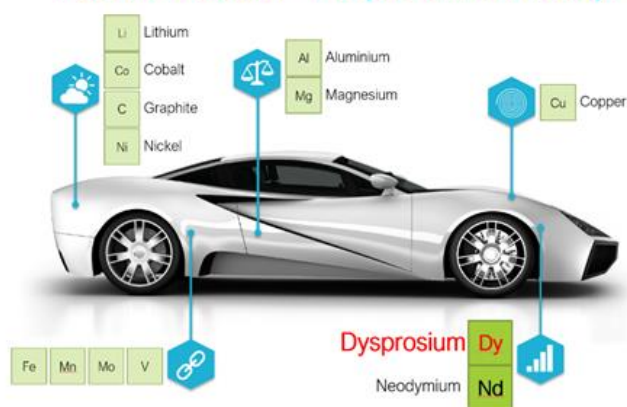 Li Lithium
Co Cobalt
C Graphite
Ni Nickel
Al Aluminium
Mg Magnesium
Cu Copper
Fe Mn Mo V
Dysprosium Dy
Neodymium Nd